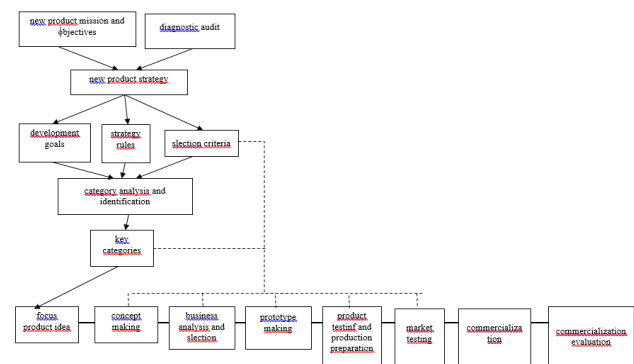 new product mission and
objectives
diagnostic audit
new product strategy
development
goals
strategy
rules
slection criteria
category analysis and
identification
key
categories
focus
product idea
concept
making
business
analysis and
slection
prototype
making
product
testinf and
production
preparation
market
testing
commercializa
tion
commercialization
evaluation